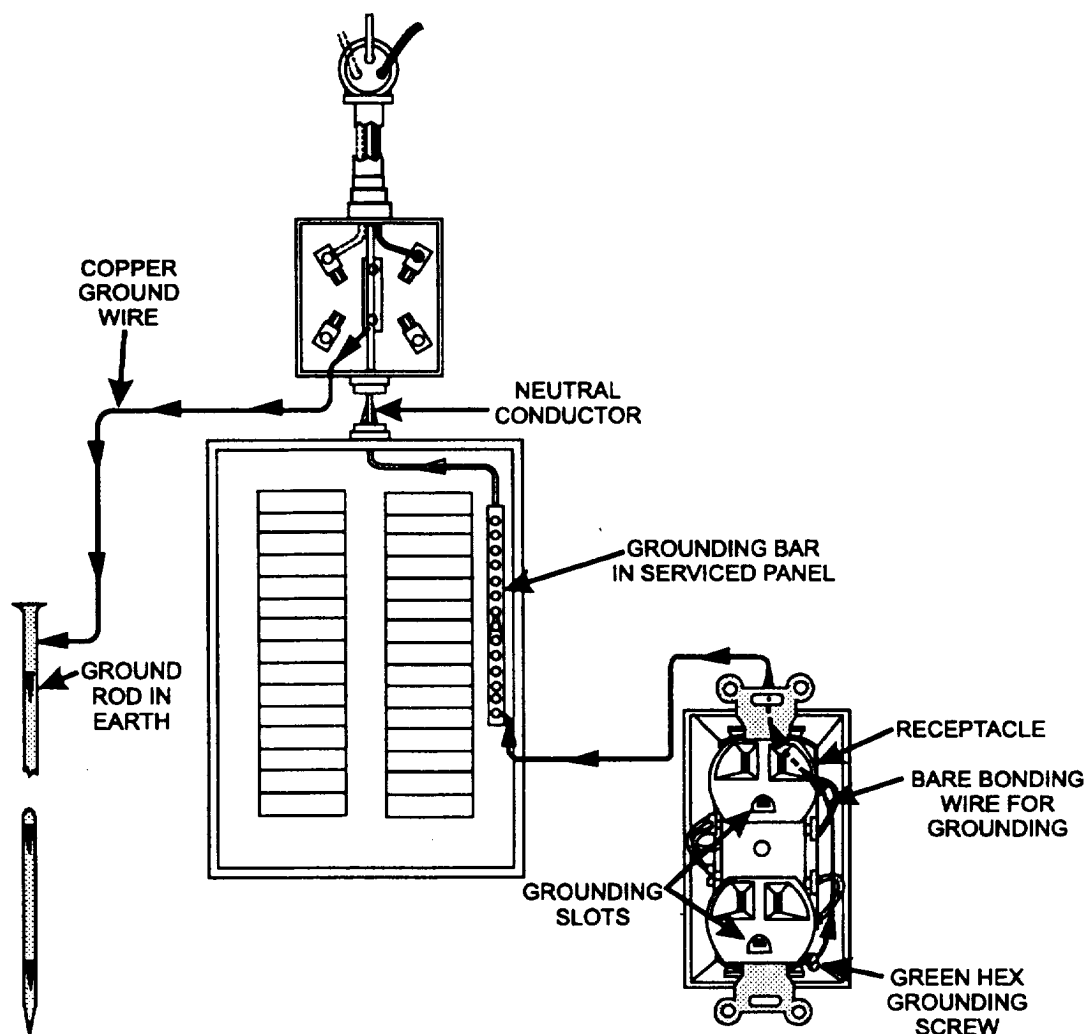 COPPER
GROUND
WIRE
NEUTRAL
CONDUCTOR
GROUNDING BAR
IN SERVICED PANEL
GROUND
ROD IN
EARTH
RECEPTACLE
BARE BONDING
WIRE FOR
GROUNDING
GROUNDING
SLOTS
GREEN HEX
GROUNDING
SCREW